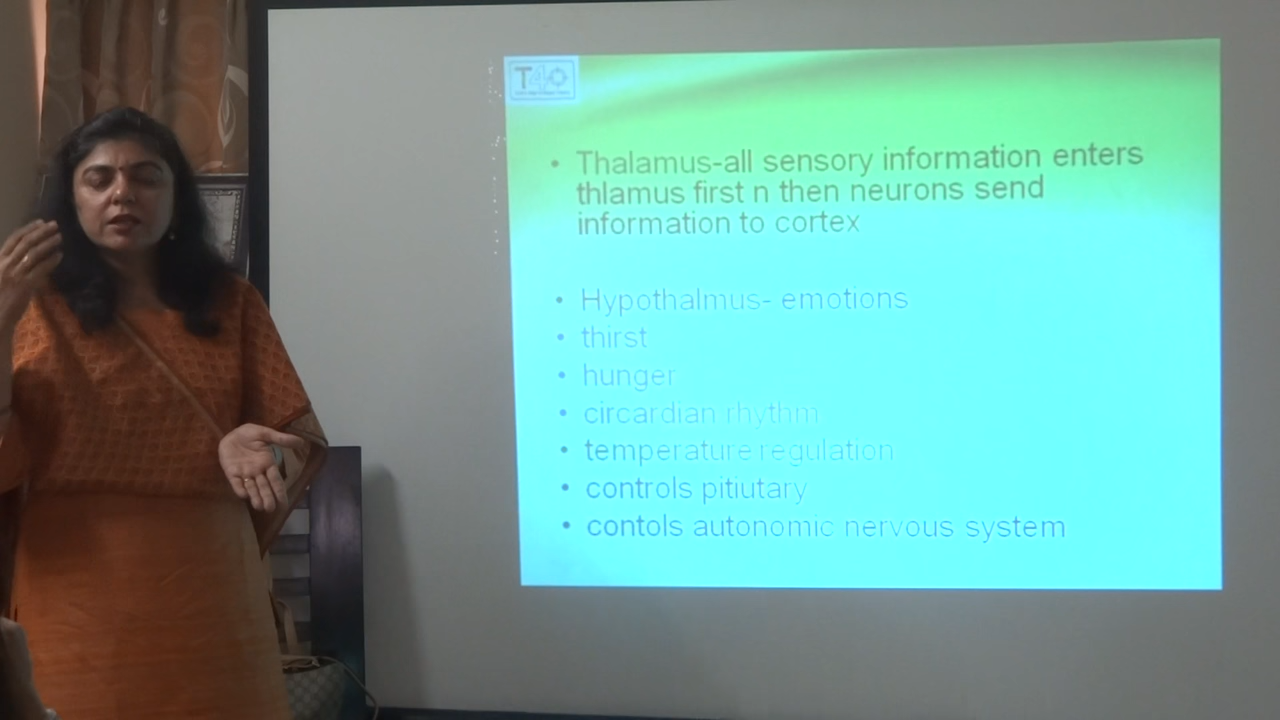 T40
• Thalamus-all sensory information enters
thlamus first n then neurons send
information to cortex
• Hypothalmus- emotions
• thirst
• hunger
• circardian rhythm
• temperature regulation
• controls pitiutary
• contols autonomic nervous system